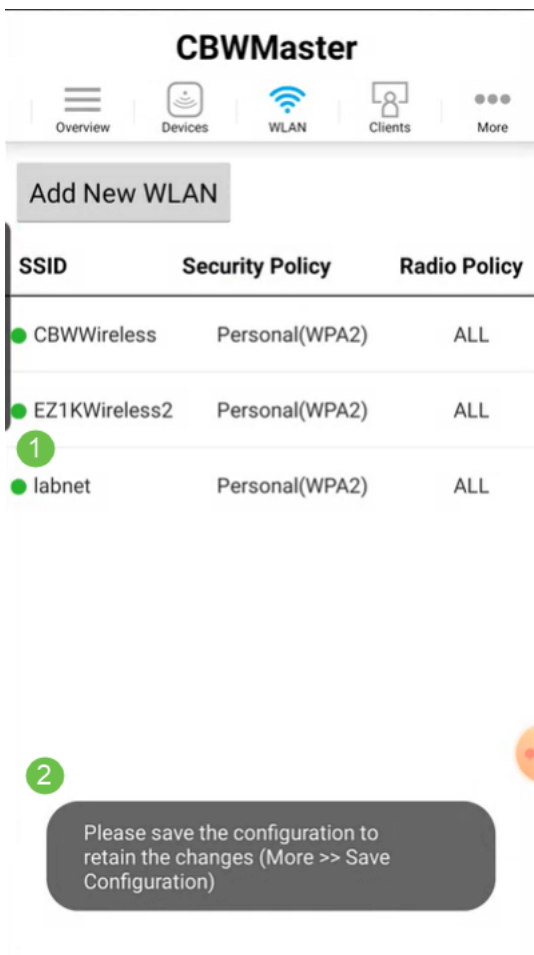 CBWMaster
Overview Devices WLAN Clients More
Add New WLAN
SSID Security Policy Radio Policy
CBWWireless Personal(WPA2) ALL
EZ1KWireless2 Personal(WPA2) ALL
1
labnet Personal(WPA2) ALL
2
Please save the configuration to
retain the changes (More >> Save
Configuration)